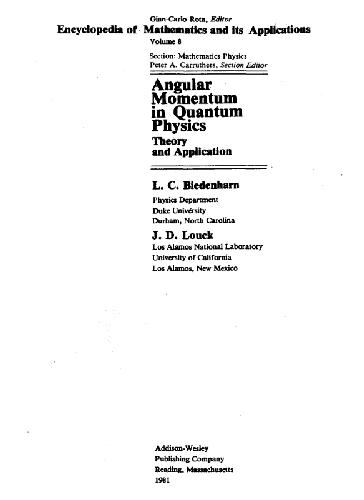 Gian-Carlo Rota, Editor
Encyclopedia of Mathematics and its Applications
Volume 8
Section: Mathematics Physics
Peter A. Carruthers, Section Editor
Angular
Momentum
in Quantum
Physics
Theory
and Application
L. C. Biedenharn
Physics Department
Duke University
Durham, North Carolina
J. D. Louck
Los Alamos National Laboratory
University of California
Los Alamos, New Mexico
Addison-Wesley
Publishing Company
Reading, Massachusetts
1981